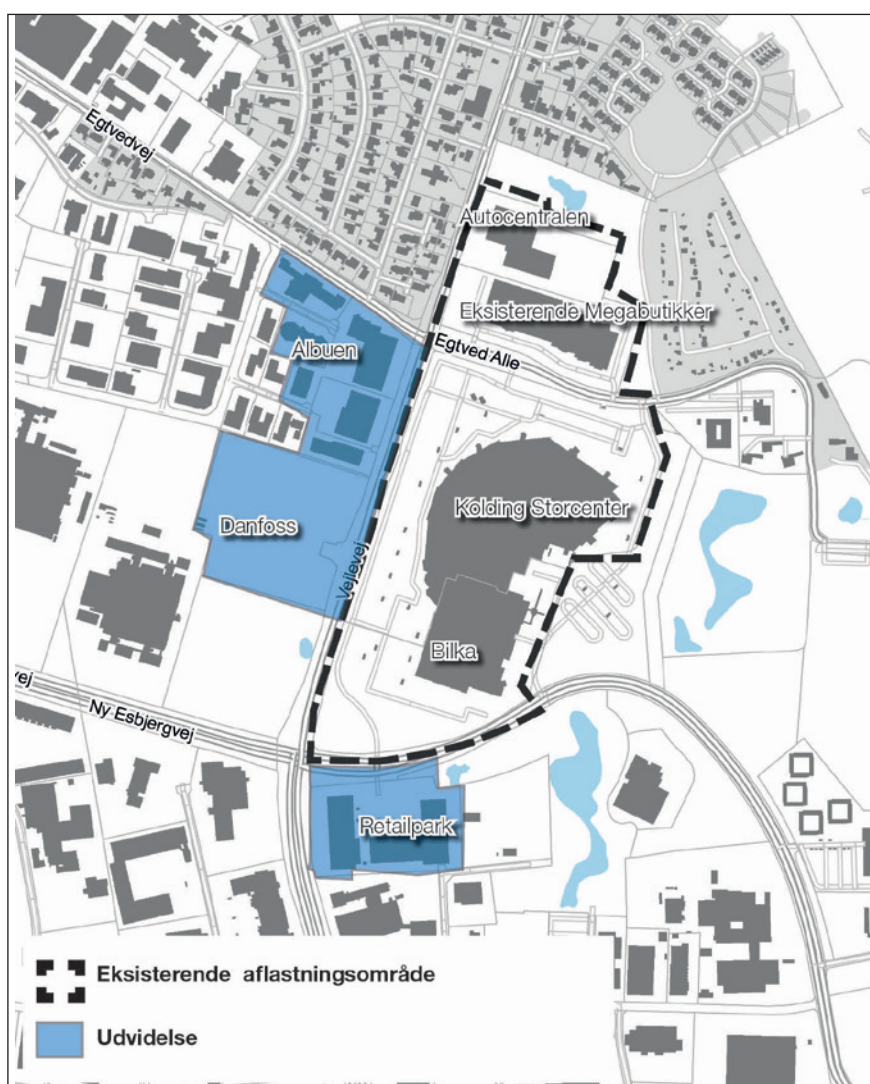 Egtvedvej
Autocentralen
Eksisterende Megabutikker
Egtved Alle
Albuen
Kolding Storcenter
Danfoss
Vejlevej
Bilka
vej
Ny Esbjergvej
Retailpark
Eksisterende aflastningsområde
Udvidelse